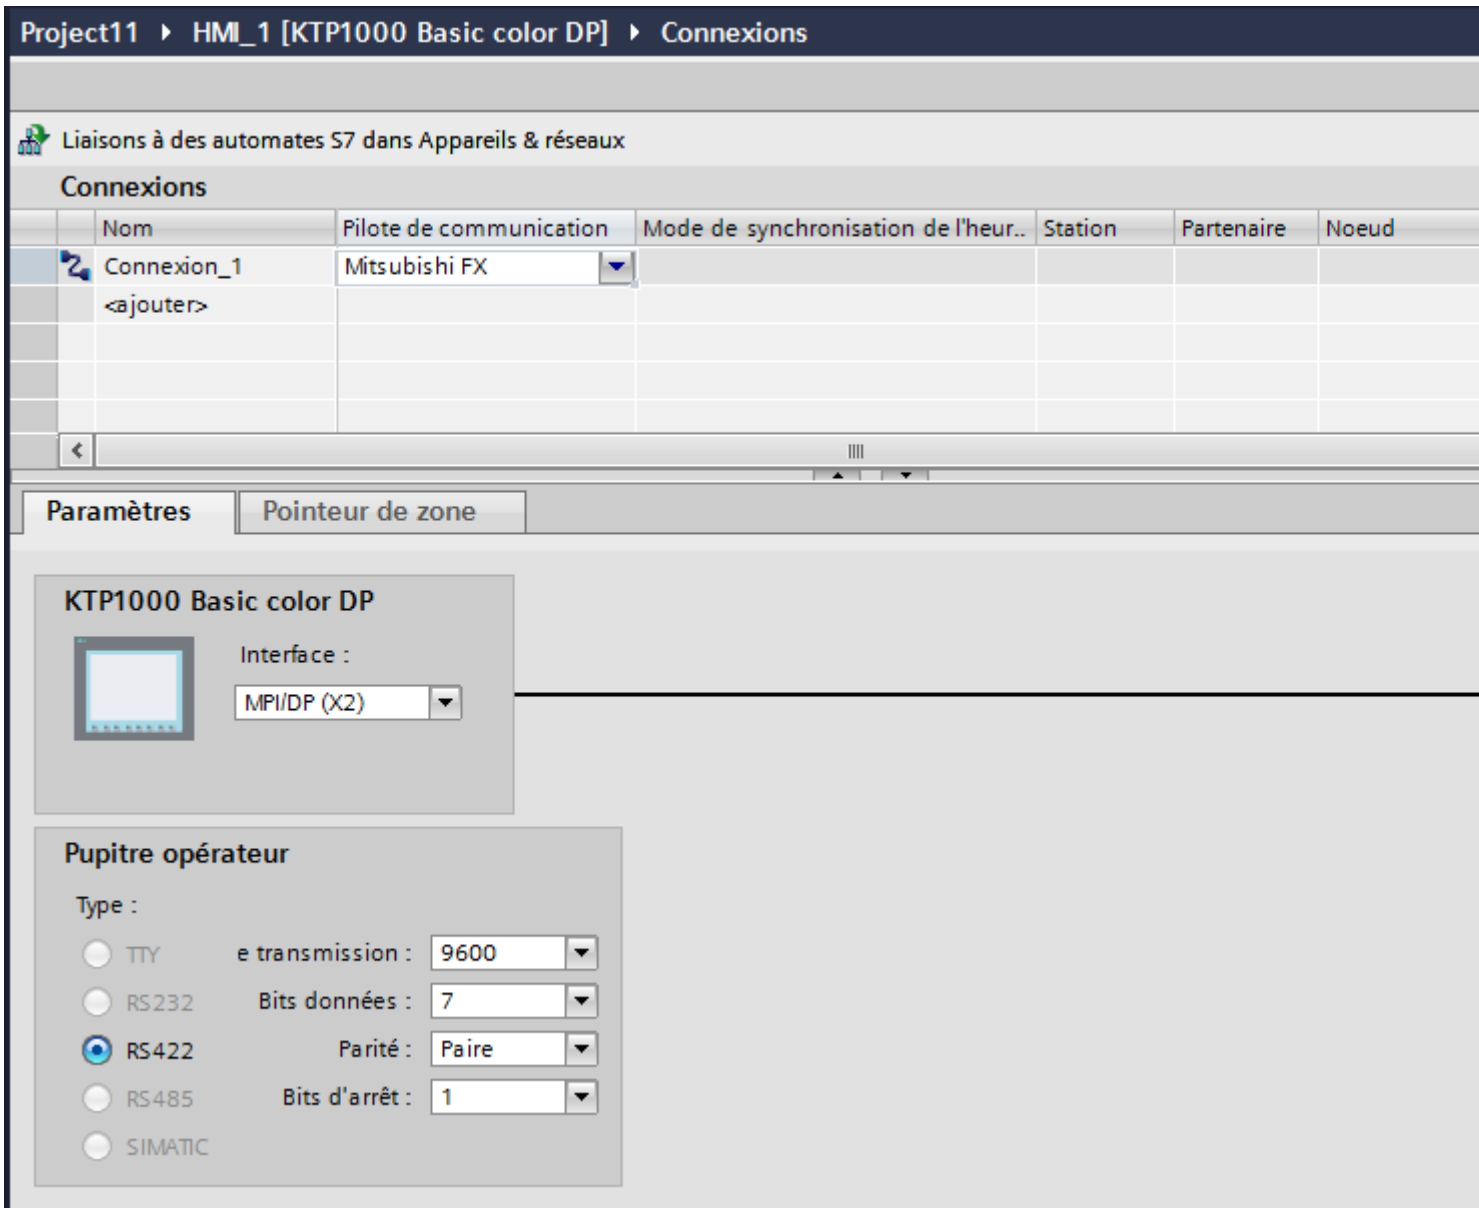 Project11 ▸ HMI_1 [KTP1000 Basic color DP] ▸ Connexions
Liaisons à des automates S7 dans Appareils & réseaux
Connexions
Nom Pilote de communication Mode de synchronisation de l'heur.. Station Partenaire Noeud
Connexion_1 Mitsubishi FX
<ajouter>
Paramètres Pointeur de zone
KTP1000 Basic color DP
Interface :
MPI/DP (X2)
Pupitre opérateur
Type :
TTY e transmission : 9600
RS232 Bits données : 7
RS422 Parité : Paire
RS485 Bits d'arrêt : 1
SIMATIC